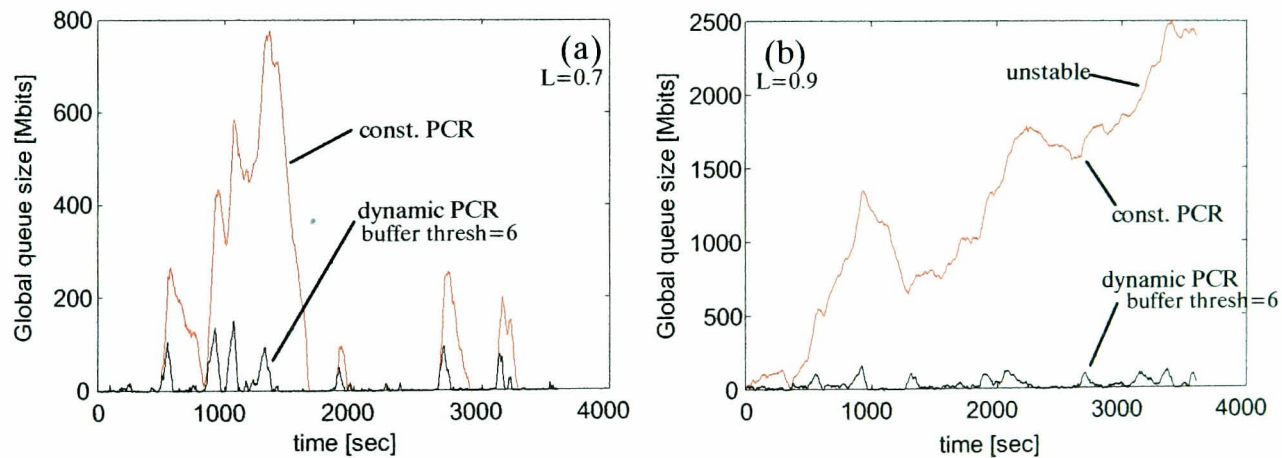 800
600
400
200
0
Global queue size [Mbits]
(a)
L=0.7
const. PCR
dynamic PCR
buffer thresh=6
0
1000
2000
3000
4000
time [sec]
2500
2000
1500
1000
500
0
Global queue size [Mbits]
(b)
L=0.9
unstable
const. PCR
dynamic PCR
buffer thresh=6
0
1000
2000
3000
4000
time [sec]